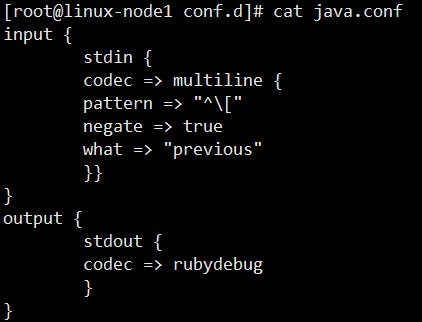 [root@linux-node1 conf.d]# cat java.conf
input {
        stdin {
        codec => multiline {
        pattern => "^\["
        negate => true
        what => "previous"
        }}
}
output {
        stdout {
        codec => rubydebug
        }
}